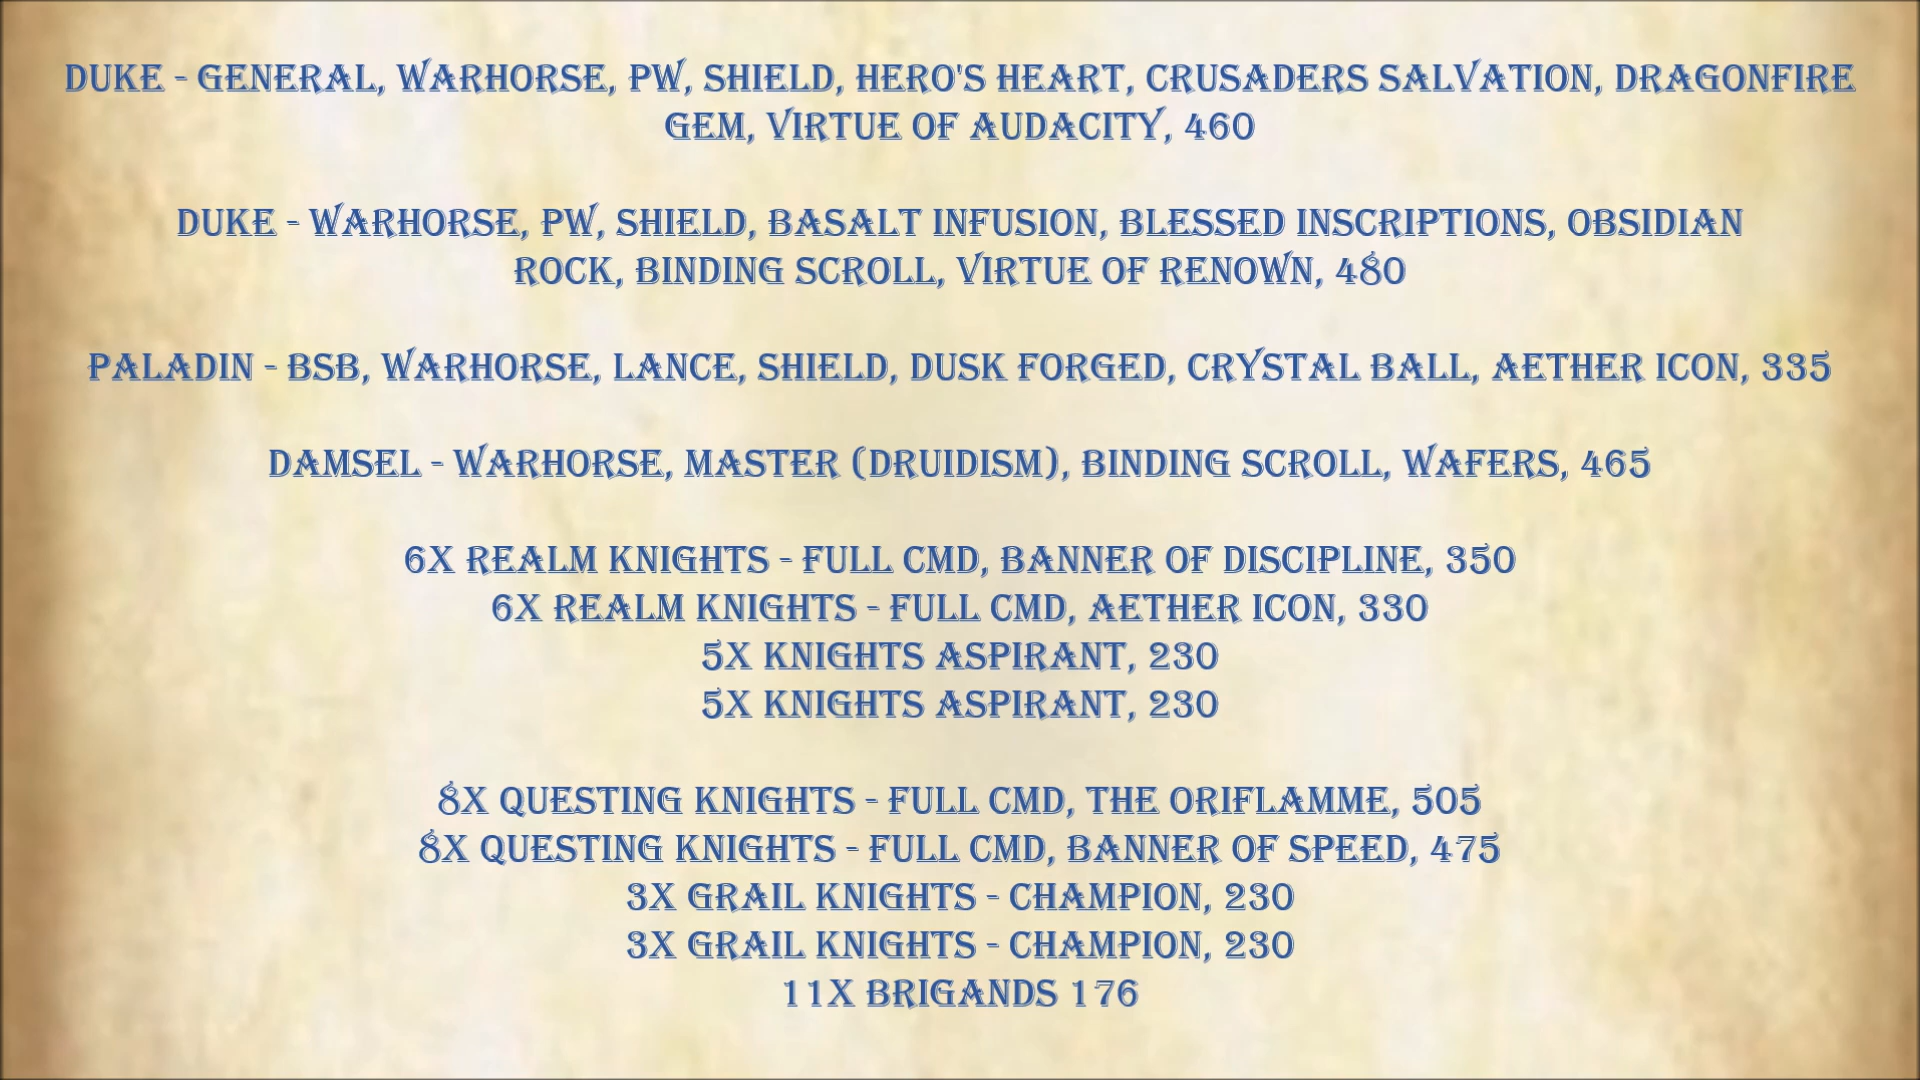 DUKE - GENERAL, WARHORSE, PW, SHIELD, HERO'S HEART, CRUSADERS SALVATION, DRAGONFIRE
GEM, VIRTUE OF AUDACITY, 460
DUKE - WARHORSE, PW, SHIELD, BASALT INFUSION, BLESSED INSCRIPTIONS, OBSIDIAN
ROCK, BINDING SCROLL, VIRTUE OF RENOWN, 480
PALADIN - BSB, WARHORSE, LANCE, SHIELD, DUSK FORGED, CRYSTAL BALL, AETHER ICON, 335
DAMSEL - WARHORSE, MASTER (DRUIDISM), BINDING SCROLL, WAFERS, 465
6X REALM KNIGHTS - FULL CMD, BANNER OF DISCIPLINE, 350
6X REALM KNIGHTS - FULL CMD, AETHER ICON, 330
5X KNIGHTS ASPIRANT, 230
5X KNIGHTS ASPIRANT, 230
8X QUESTING KNIGHTS - FULL CMD, THE ORIFLAMME, 505
8X QUESTING KNIGHTS - FULL CMD, BANNER OF SPEED, 475
3X GRAIL KNIGHTS - CHAMPION, 230
3X GRAIL KNIGHTS - CHAMPION, 230
11X BRIGANDS 176